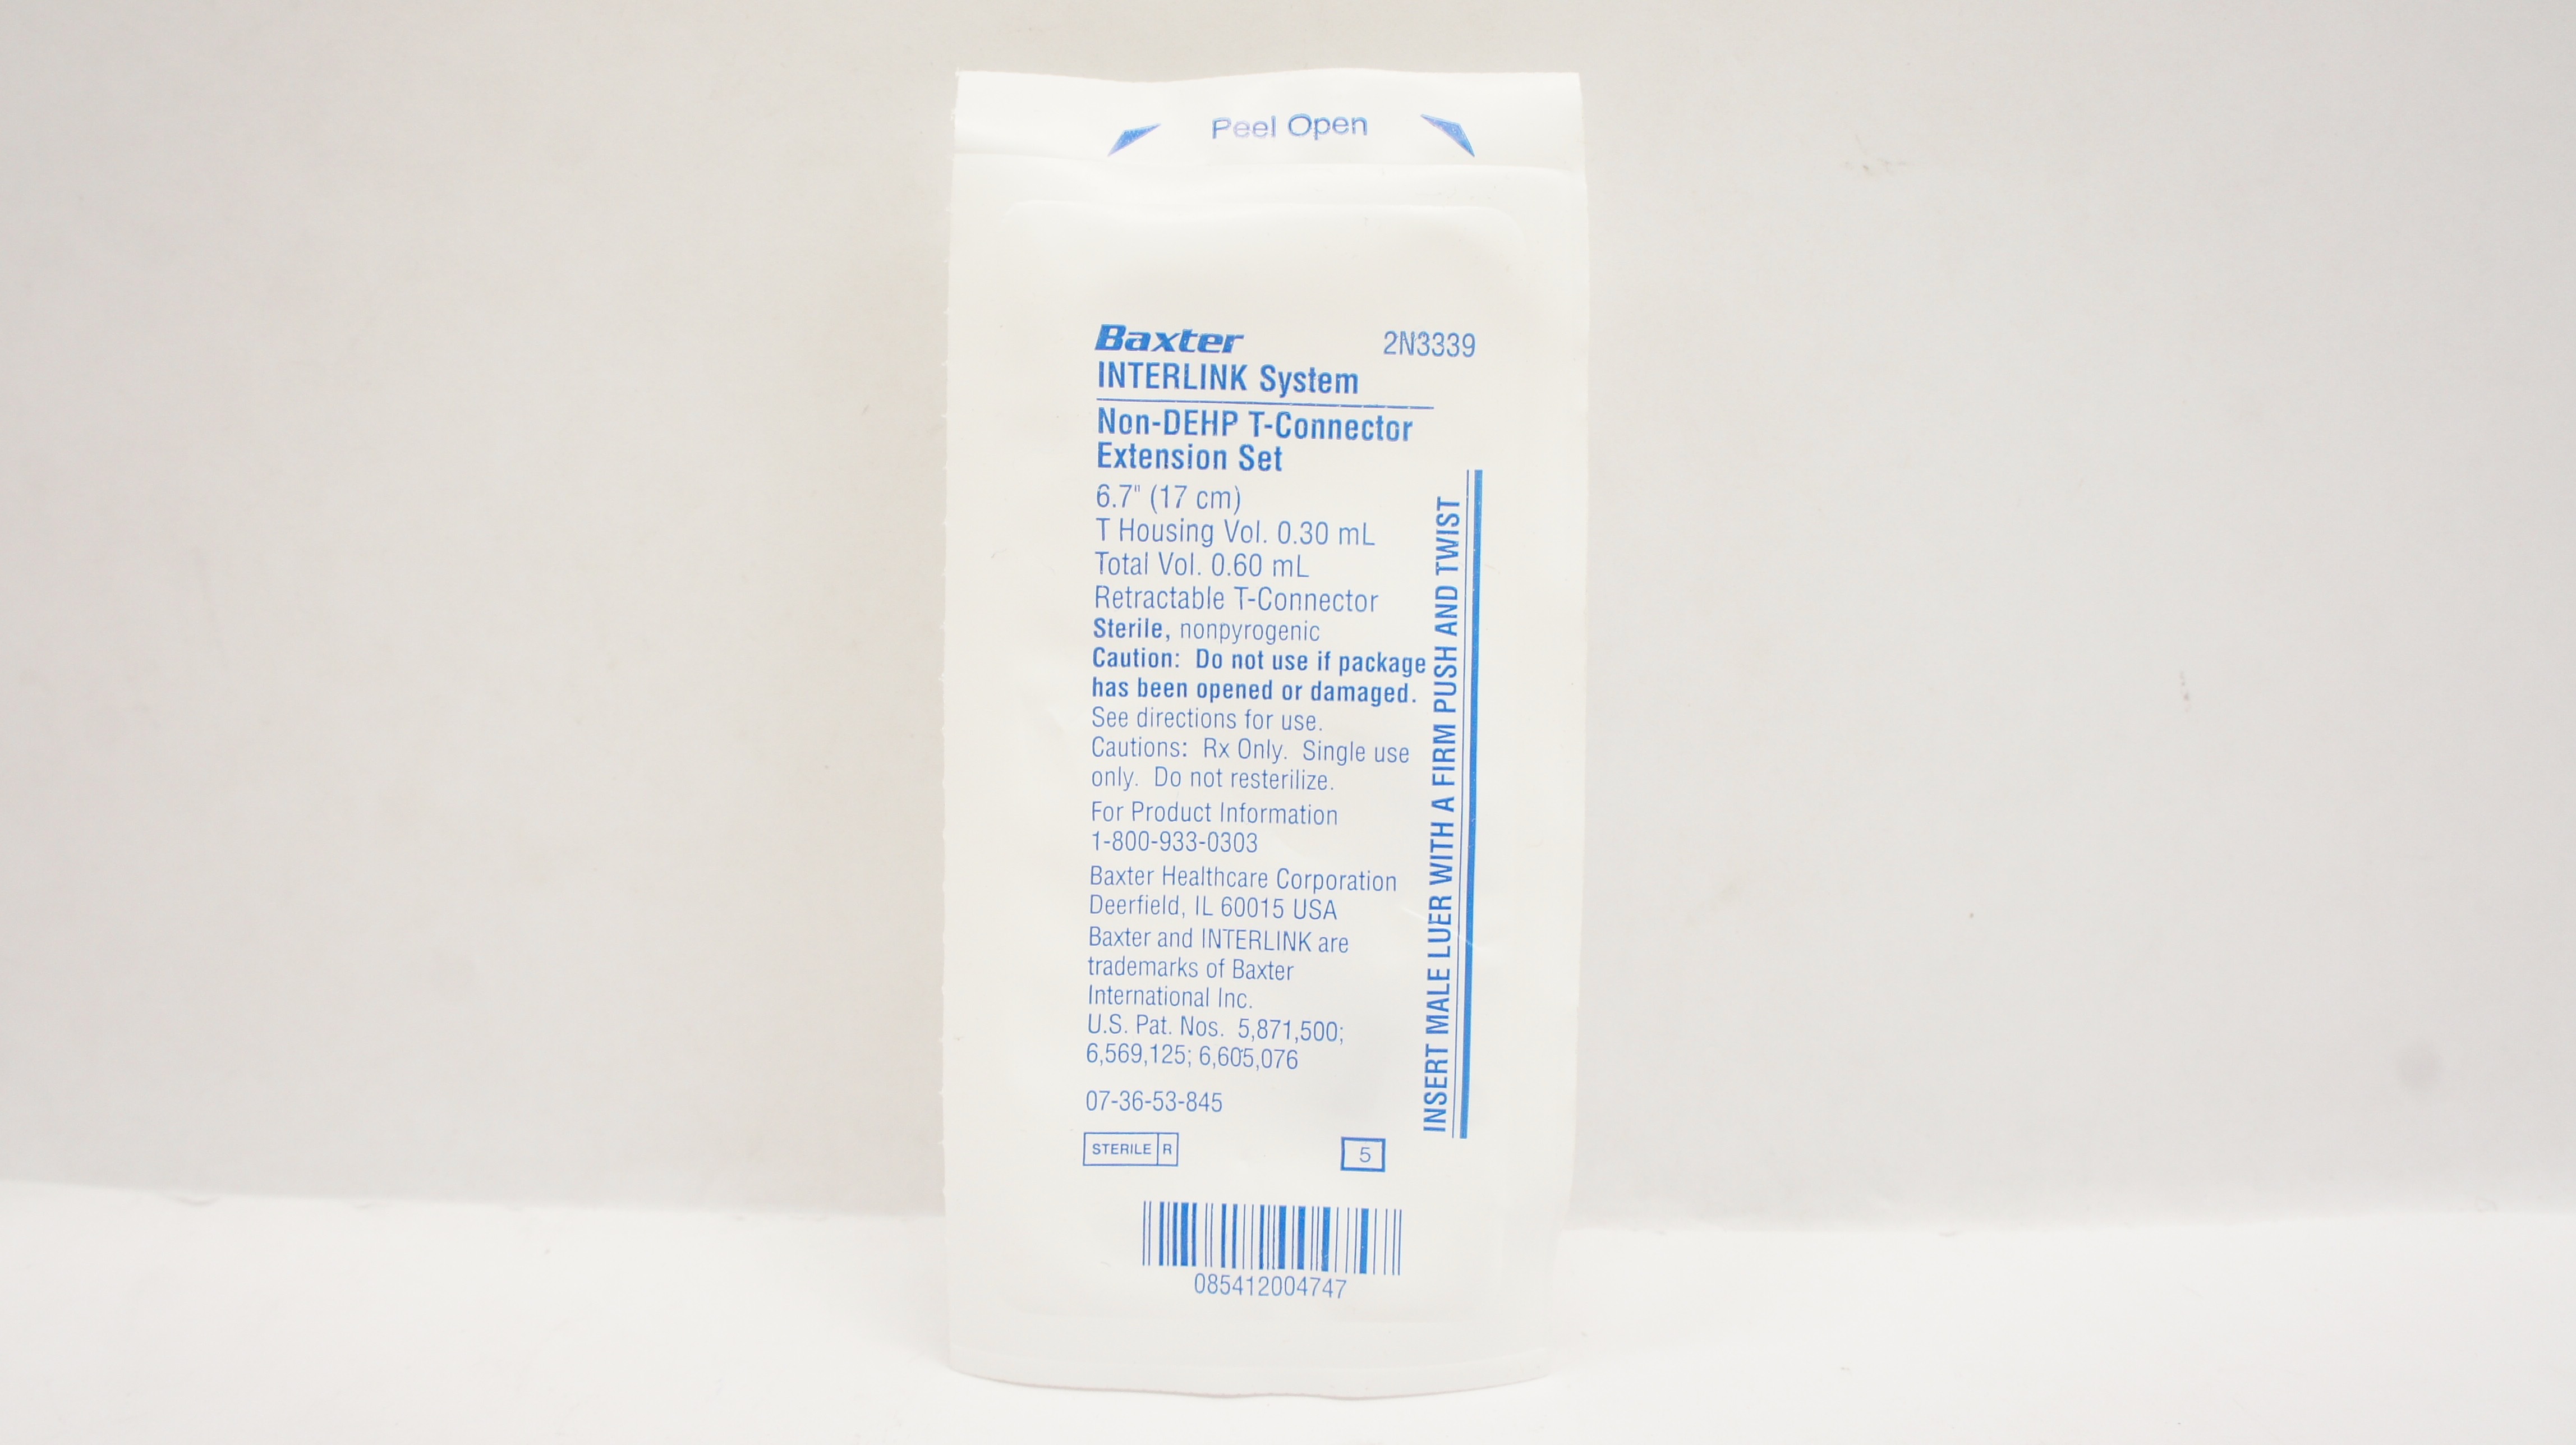 Peel Open
Baxter 2N3339
INTERLINK System
Non-DEHP T-Connector
Extension Set
6.7" (17 cm)
T Housing Vol. 0.30 mL
Total Vol. 0.60 mL
Retractable T-Connector
Sterile, nonpyrogenic
Caution: Do not use if package
has been opened or damaged.
See directions for use.
Cautions: Rx Only. Single use
only. Do not resterilize.
For Product Information
1-800-933-0303
Baxter Healthcare Corporation
Deerfield, IL 60015 USA
Baxter and INTERLINK are
trademarks of Baxter
International Inc.
U.S. Pat. Nos. 5,871,500;
6,569,125; 6,605,076
07-36-53-845
STERILE R 5
INSERT MALE LUER WITH A FIRM PUSH AND TWIST
085412004747